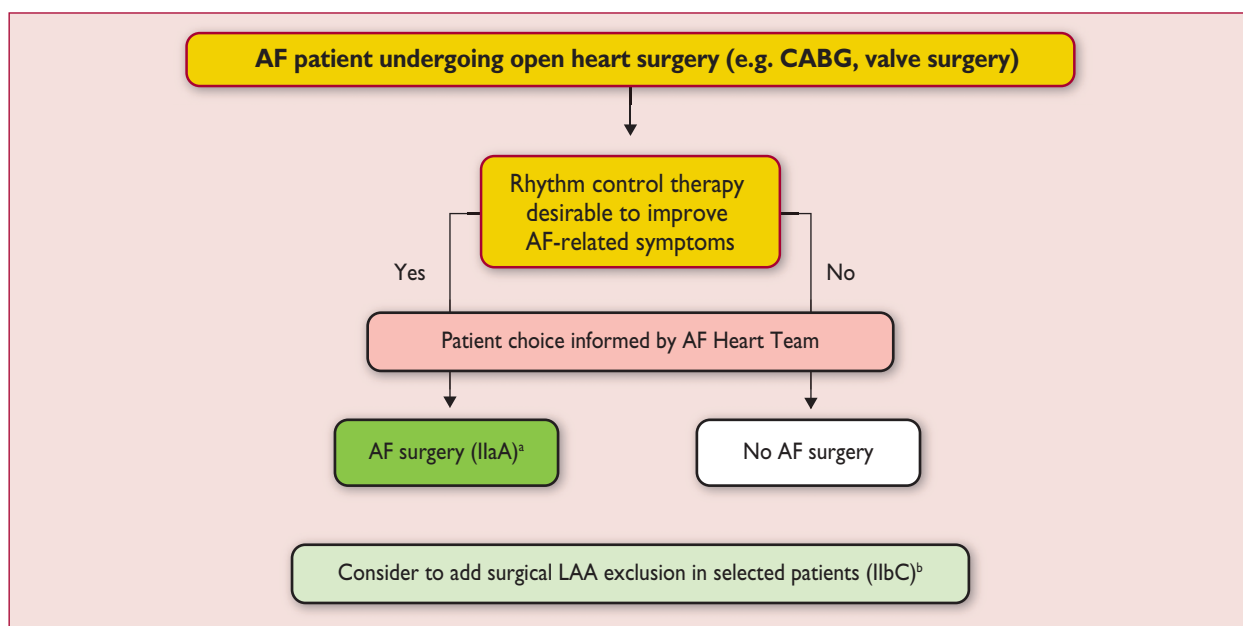 AF patient undergoing open heart surgery (e.g. CABG, valve surgery)
Rhythm control therapy
desirable to improve
AF-related symptoms
Yes
No
Patient choice informed by AF Heart Team
AF surgery (IIaA)ᵃ
No AF surgery
Consider to add surgical LAA exclusion in selected patients (IIbC)ᵇ